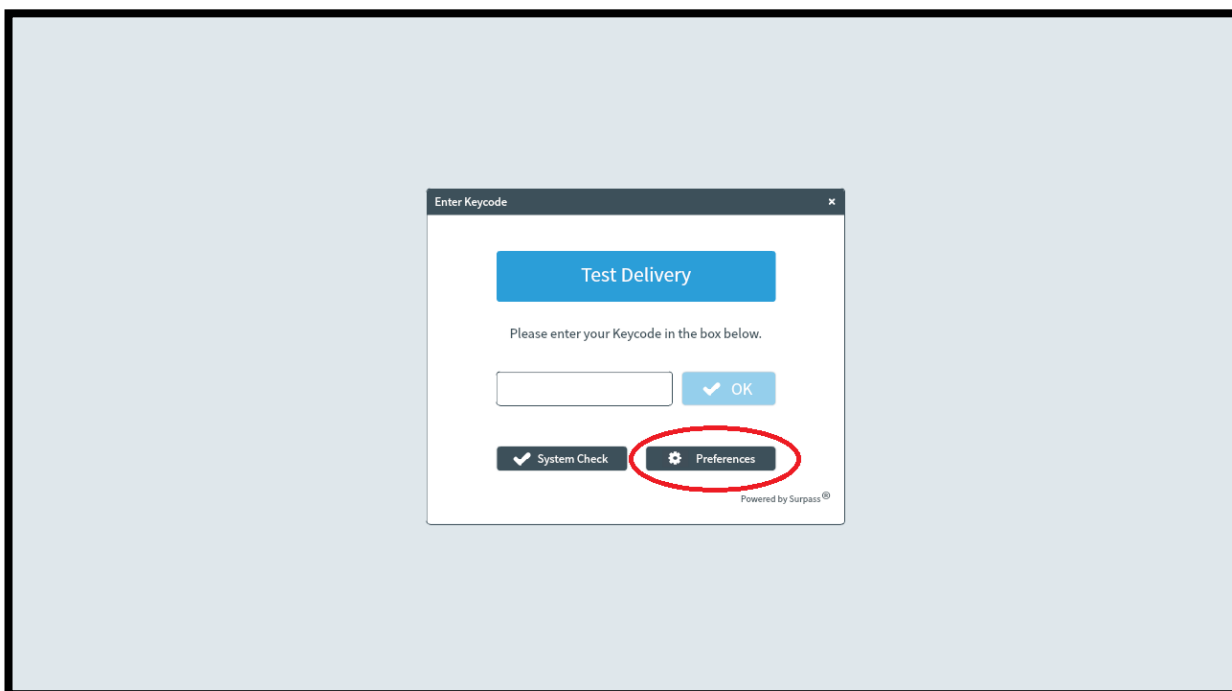 Enter Keycode
Test Delivery
Please enter your Keycode in the box below.
OK
System Check Preferences
Powered by Surpass®